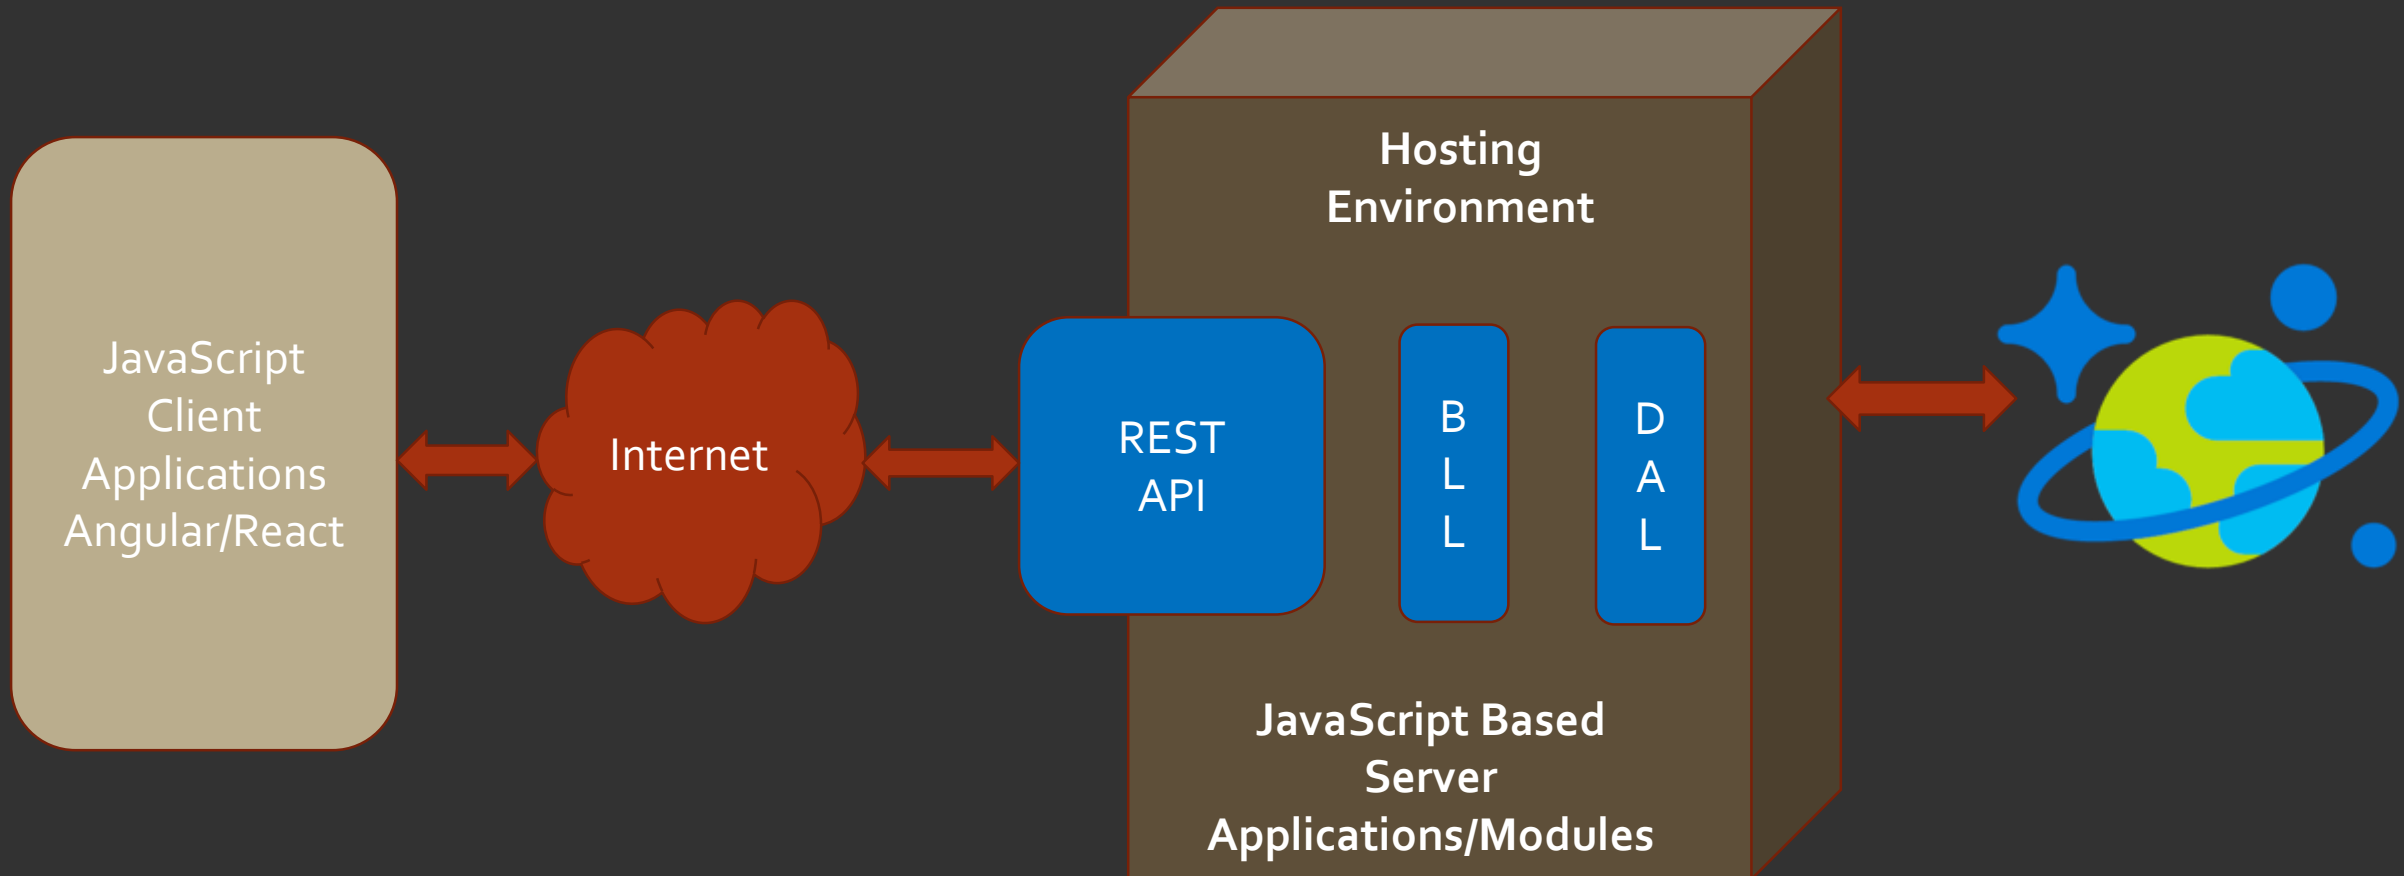 JavaScript
Client
Applications
Angular/React
Internet
Hosting
Environment
REST
API
B
L
L
D
A
L
JavaScript Based
Server
Applications/Modules